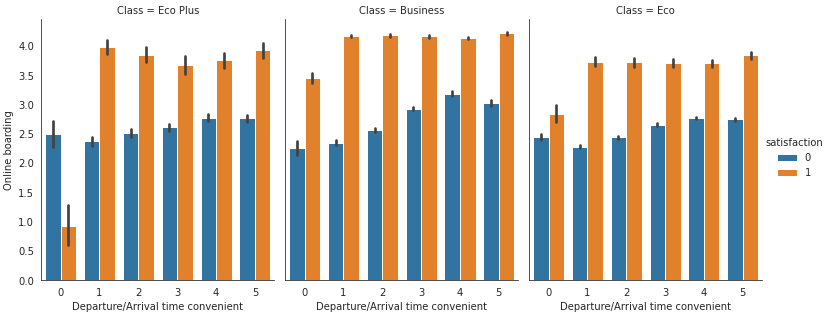 Class = Eco Plus
Class = Business
Class = Eco
Online boarding
4.0
3.5
3.0
2.5
2.0
1.5
1.0
0.5
0.0
0 1 2 3 4 5
0 1 2 3 4 5
0 1 2 3 4 5
Departure/Arrival time convenient
Departure/Arrival time convenient
Departure/Arrival time convenient
satisfaction
0
1